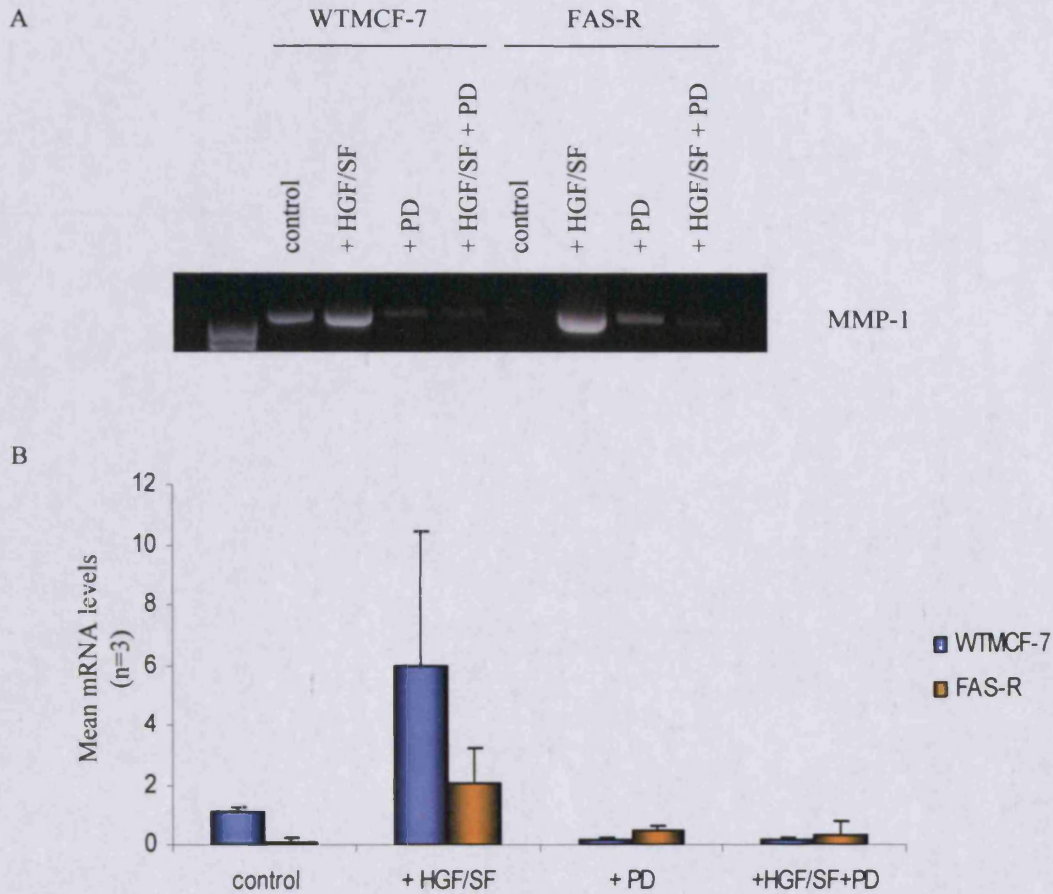 A
WTMCF-7 FAS-R
control
+ HGF/SF
+ PD
+ HGF/SF + PD
control
+ HGF/SF
+ PD
+ HGF/SF + PD
MMP-1
B
Mean mRNA levels
(n=3)
12
10
8
6
4
2
0
control + HGF/SF + PD +HGF/SF+PD
WTMCF-7
FAS-R